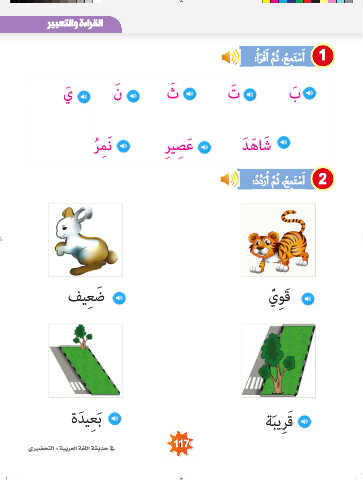 القراءة والتعبير
1 أَسْتَمِعُ، ثُمَّ أَقْرَأُ:
بَ تَ ثَ نَ يَ
شَاهَدَ عَصِيرِ نَمِرُ
2 أَسْتَمِعُ، ثُمَّ أُرَدِّدُ:
قَوِيٌّ ضَعِيف
قَرِيبَة بَعِيدَة
117
في حديقة اللغة العربية - التحضيري